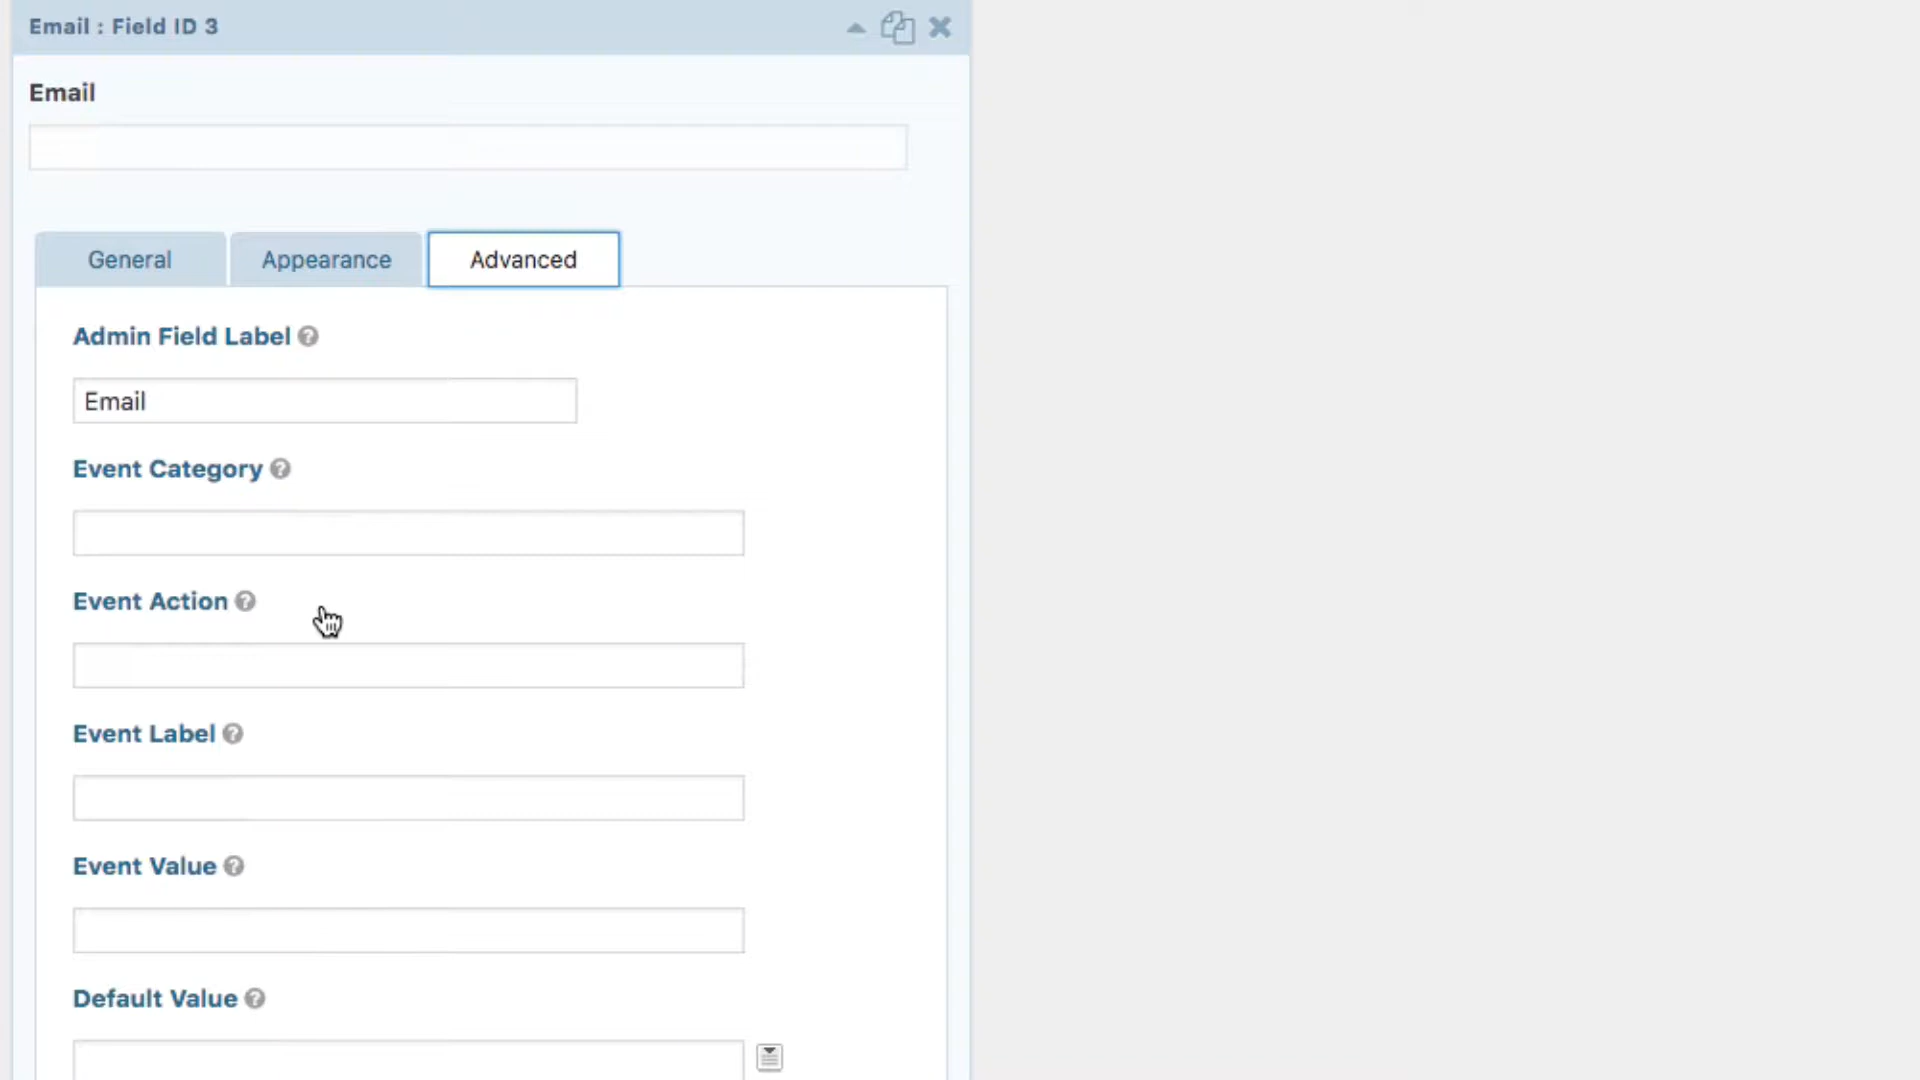 Email : Field ID 3
Email
General
Appearance
Advanced
Admin Field Label
Email
Event Category
Event Action
Event Label
Event Value
Default Value